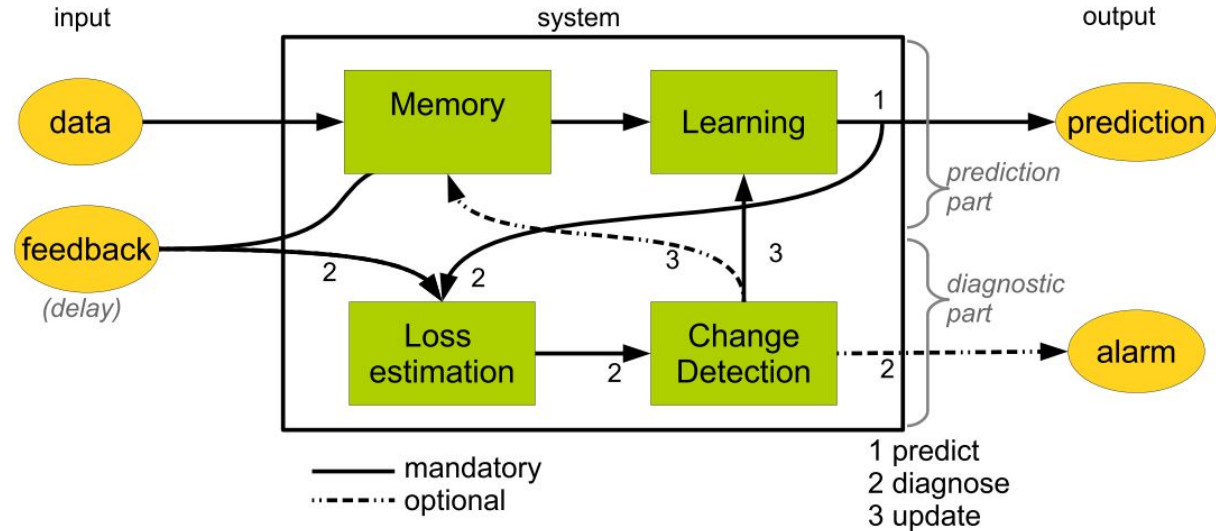 input
system
output
data
Memory
Learning
1
prediction
prediction
part
feedback
(delay)
2
2
3
3
diagnostic
part
Loss
estimation
2
Change
Detection
2
alarm
mandatory
optional
1 predict
2 diagnose
3 update